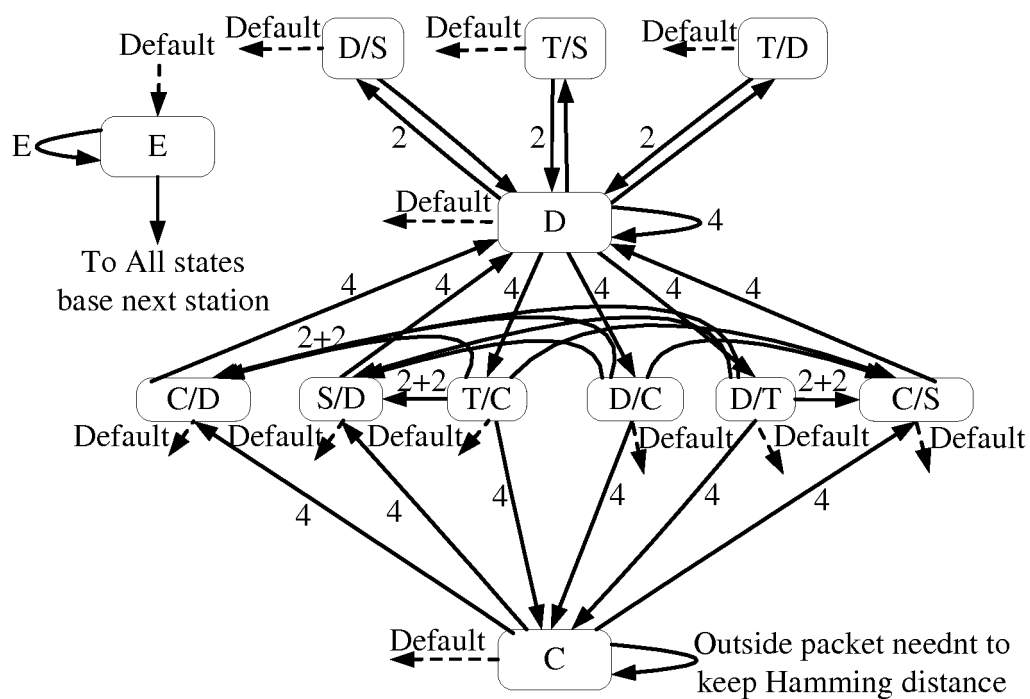 Default
D/S
Default
T/S
Default
T/D
Default
E
E
2
2
2
Default
D
4
To All states
base next station
4
4
4
4
4
4
2+2
C/D
S/D
2+2
T/C
D/C
D/T
2+2
C/S
Default
Default
Default
Default
Default
Default
4
4
4
4
4
4
Default
C
Outside packet neednt to
keep Hamming distance